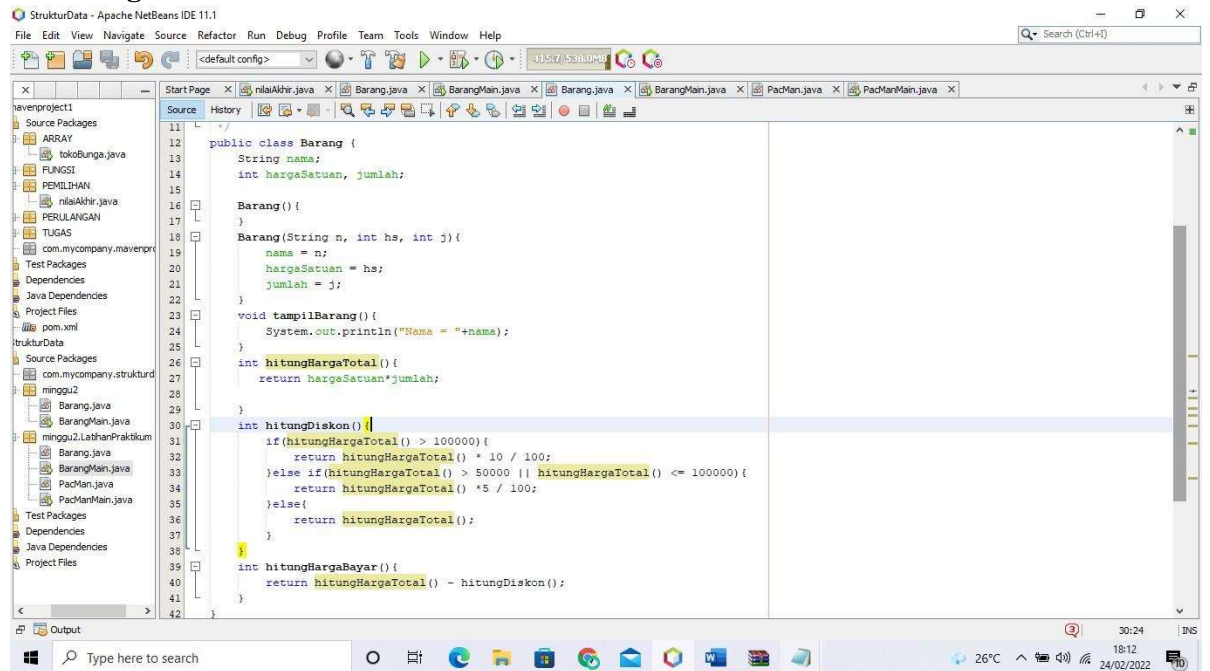 StrukturData - Apache NetBeans IDE 11.1
File Edit View Navigate Source Refactor Run Debug Profile Team Tools Window Help
Search (Ctrl+I)
<default config>
Start Page nilaiAkhir.java Barang.java BarangMain.java Barang.java BarangMain.java PacMan.java PacManMain.java
Source History
mavenproject1
Source Packages
ARRAY
tokoBunga.java
FUNGSI
PEMILIHAN
nilaiAkhir.java
PERULANGAN
TUGAS
com.mycompany.mavenpro
Test Packages
Dependencies
Java Dependencies
Project Files
pom.xml
trukturData
Source Packages
com.mycompany.strukturd
minggu2
Barang.java
BarangMain.java
minggu2.LatihanPraktikum
Barang.java
BarangMain.java
PacMan.java
PacManMain.java
Test Packages
Dependencies
Java Dependencies
Project Files
11 */
12 public class Barang {
13 String nama;
14 int hargaSatuan, jumlah;
15
16 Barang(){
17 }
18 Barang(String n, int hs, int j){
19 nama = n;
20 hargaSatuan = hs;
21 jumlah = j;
22 }
23 void tampilBarang(){
24 System.out.println("Nama = "+nama);
25 }
26 int hitungHargaTotal(){
27 return hargaSatuan*jumlah;
28
29 }
30 int hitungDiskon(){
31 if(hitungHargaTotal() > 100000){
32 return hitungHargaTotal() * 10 / 100;
33 }else if(hitungHargaTotal() > 50000 || hitungHargaTotal() <= 100000){
34 return hitungHargaTotal() *5 / 100;
35 }else{
36 return hitungHargaTotal();
37 }
38 }
39 int hitungHargaBayar(){
40 return hitungHargaTotal() - hitungDiskon();
41 }
42 }
Output
3 30:24 INS
Type here to search
26°C
18:12
24/02/2022
10